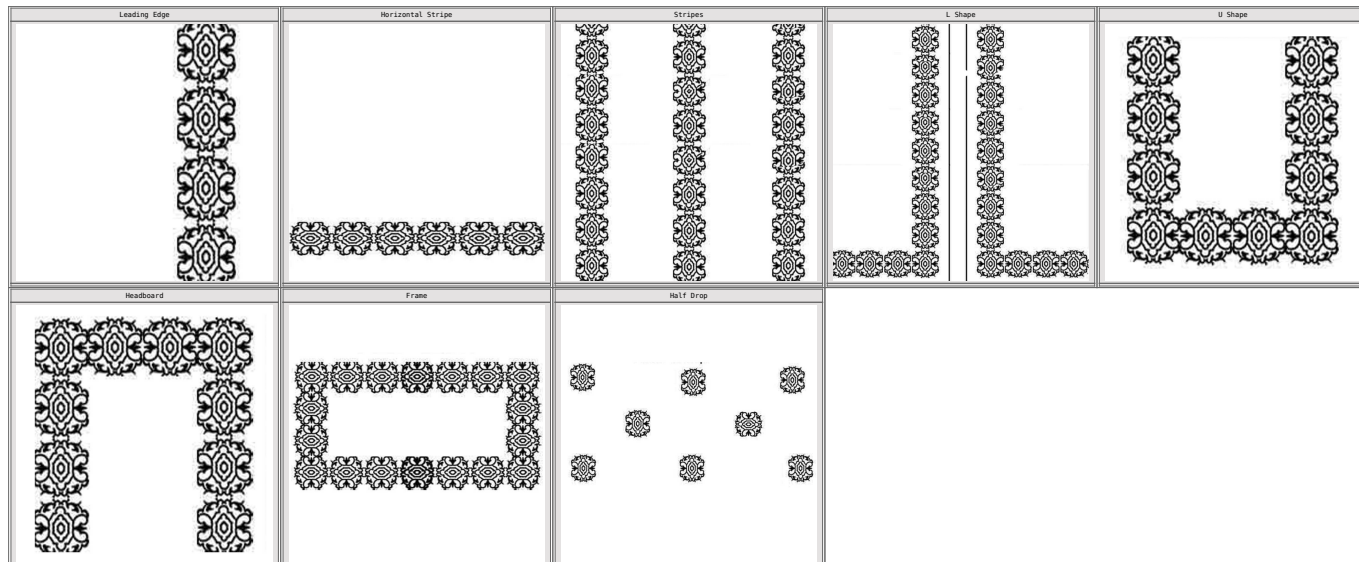 Leading Edge
Horizontal Stripe
Stripes
L Shape
U Shape
Headboard
Frame
Half Drop